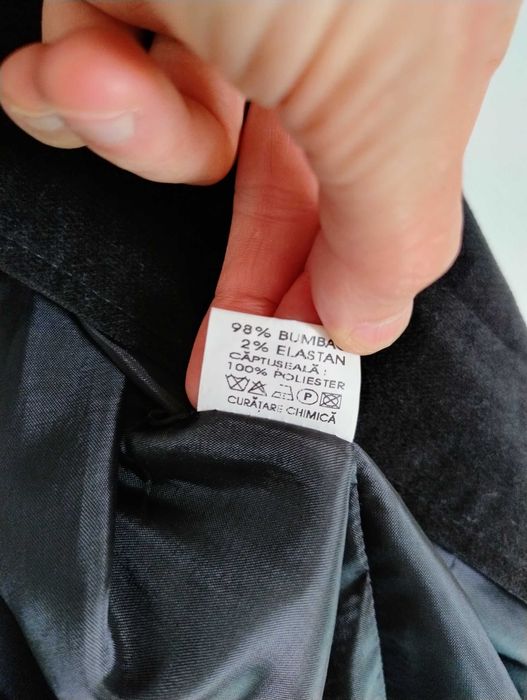 98% BUMBAC
2% ELASTAN
CĂPTUSEALĂ :
100% POLIESTER
P
CURĂȚARE CHIMICĂ